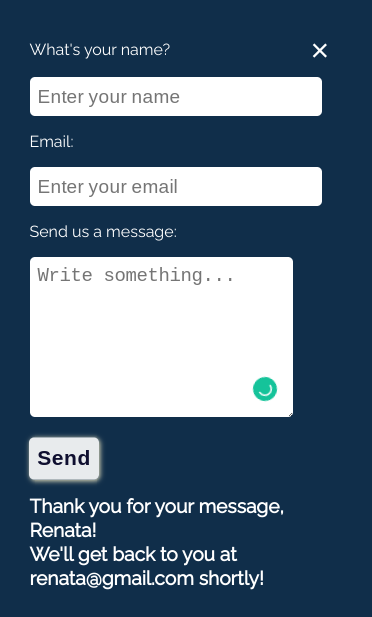 What's your name?
Enter your name
Email:
Enter your email
Send us a message:
Write something...
Send
Thank you for your message,
Renata!
We'll get back to you at
renata@gmail.com shortly!